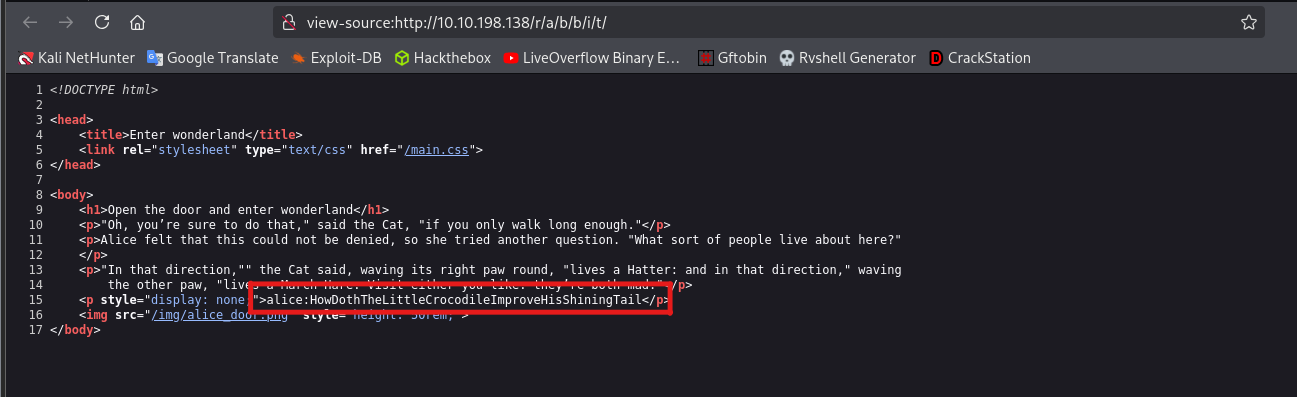 view-source:http://10.10.198.138/r/a/b/b/i/t/
Kali NetHunter Google Translate Exploit-DB Hackthebox LiveOverflow Binary E… Gftobin Rvshell Generator CrackStation
1 <!DOCTYPE html>
2
3 <head>
4 <title>Enter wonderland</title>
5 <link rel="stylesheet" type="text/css" href="/main.css">
6 </head>
7
8 <body>
9 <h1>Open the door and enter wonderland</h1>
10 <p>"Oh, you’re sure to do that," said the Cat, "if you only walk long enough."</p>
11 <p>Alice felt that this could not be denied, so she tried another question. "What sort of people live about here?"
12 </p>
13 <p>"In that direction,"" the Cat said, waving its right paw round, "lives a Hatter: and in that direction," waving
14 the other paw, "lives a March Hare. Visit either you like: they’re both mad."</p>
15 <p style="display: none;">alice:HowDothTheLittleCrocodileImproveHisShiningTail</p>
16 <img src="/img/alice_door.png" style="height: 50rem;">
17 </body>